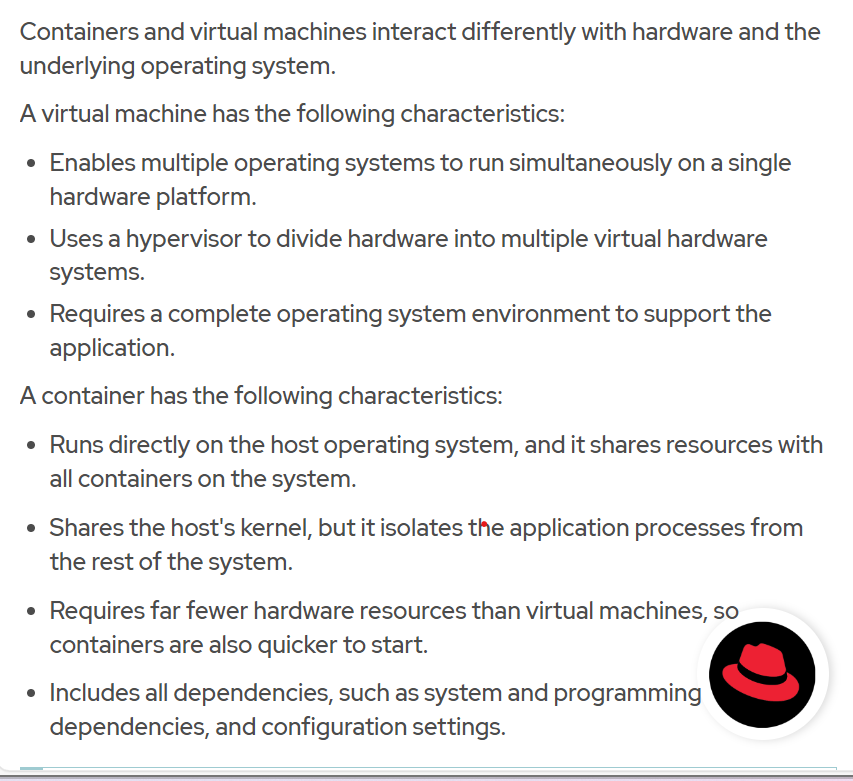 Containers and virtual machines interact differently with hardware and the
underlying operating system.
A virtual machine has the following characteristics:
• Enables multiple operating systems to run simultaneously on a single
hardware platform.
• Uses a hypervisor to divide hardware into multiple virtual hardware
systems.
• Requires a complete operating system environment to support the
application.
A container has the following characteristics:
• Runs directly on the host operating system, and it shares resources with
all containers on the system.
• Shares the host's kernel, but it isolates the application processes from
the rest of the system.
• Requires far fewer hardware resources than virtual machines, so
containers are also quicker to start.
• Includes all dependencies, such as system and programming
dependencies, and configuration settings.